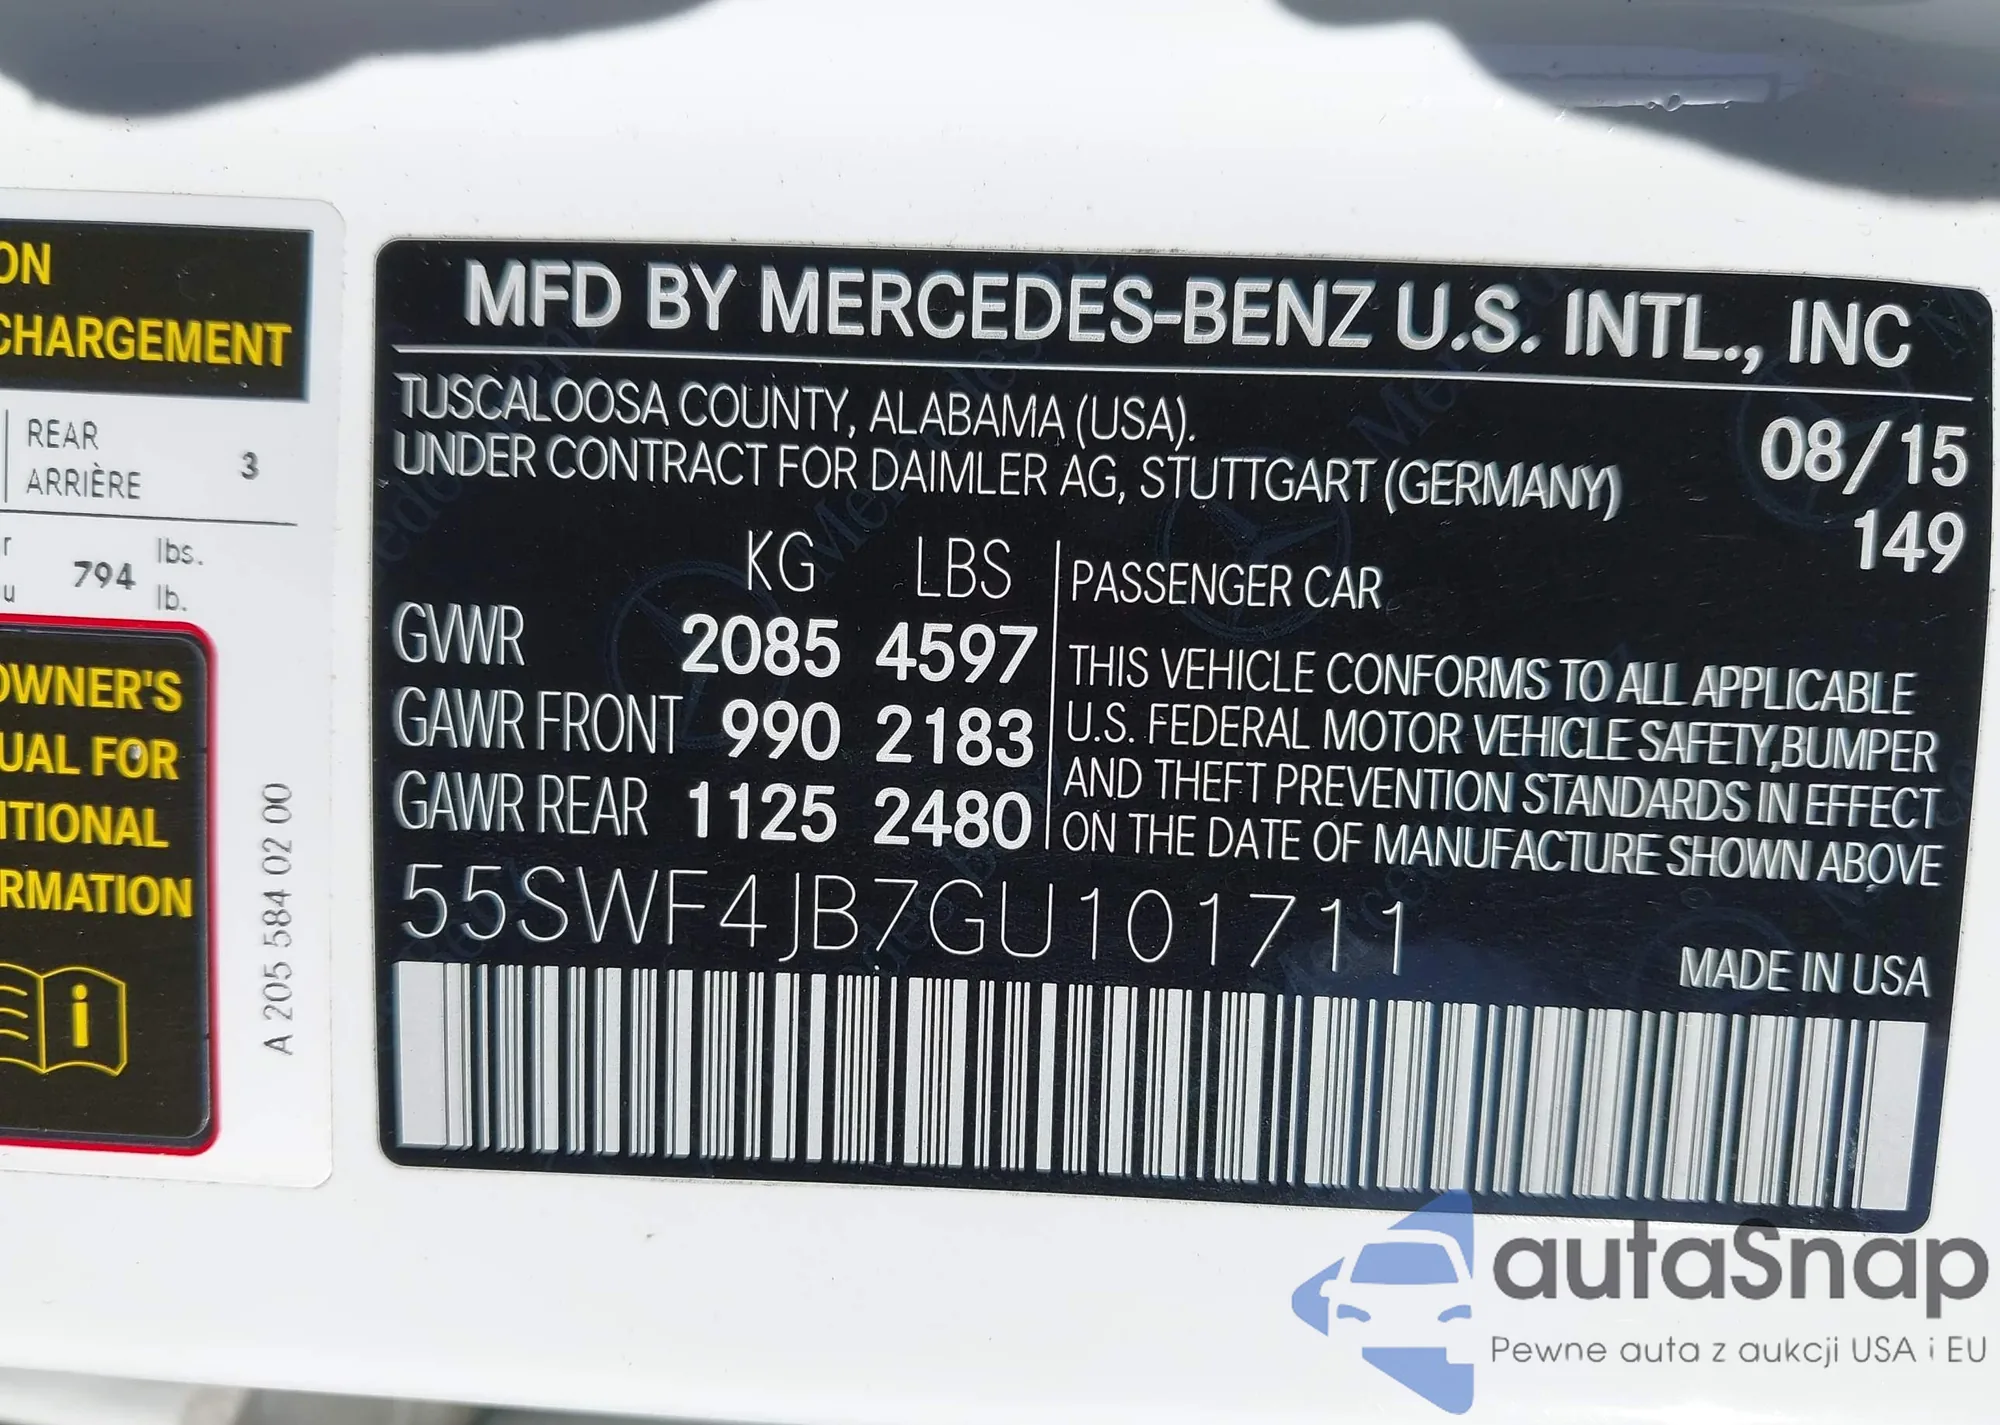 ON
CHARGEMENT
REAR
ARRIÈRE
3
r
u
794
lbs.
lb.
OWNER'S
UAL FOR
ITIONAL
RMATION
i
A 205 584 02 00
MFD BY MERCEDES-BENZ U.S. INTL., INC
TUSCALOOSA COUNTY, ALABAMA (USA).
UNDER CONTRACT FOR DAIMLER AG, STUTTGART (GERMANY)
08/15
149
KG LBS
GVWR 2085 4597
GAWR FRONT 990 2183
GAWR REAR 1125 2480
PASSENGER CAR
THIS VEHICLE CONFORMS TO ALL APPLICABLE
U.S. FEDERAL MOTOR VEHICLE SAFETY, BUMPER
AND THEFT PREVENTION STANDARDS IN EFFECT
ON THE DATE OF MANUFACTURE SHOWN ABOVE
55SWF4JB7GU101711
MADE IN USA
autaSnap
Pewne auta z aukcji USA i EU